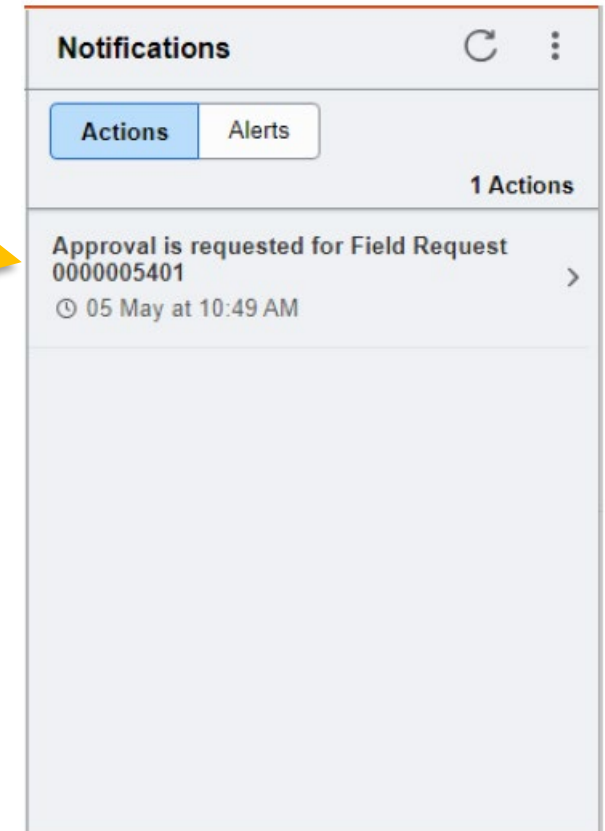 Notifications
Actions Alerts
1 Actions
Approval is requested for Field Request
0000005401
05 May at 10:49 AM